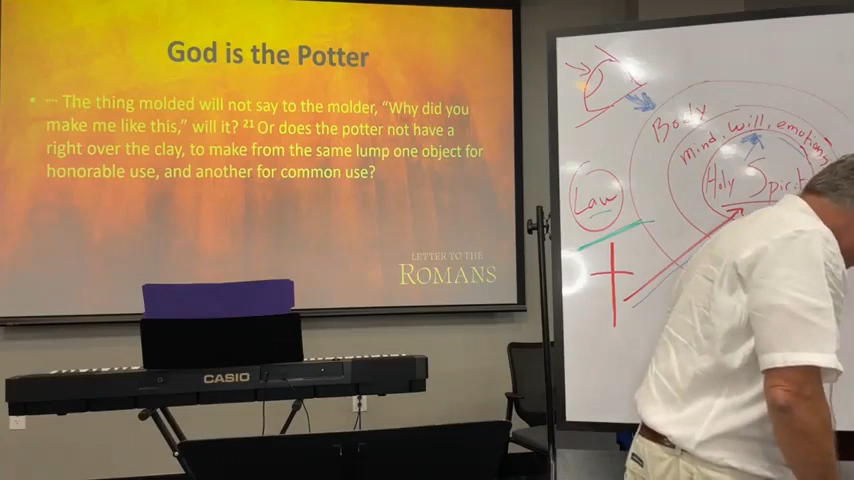 God is the Potter
• ... The thing molded will not say to the molder, “Why did you
make me like this,” will it? 21 Or does the potter not have a
right over the clay, to make from the same lump one object for
honorable use, and another for common use?
LETTER TO THE
ROMANS
CASIO
Body
Mind, will, emotions
Holy Spirit
Law